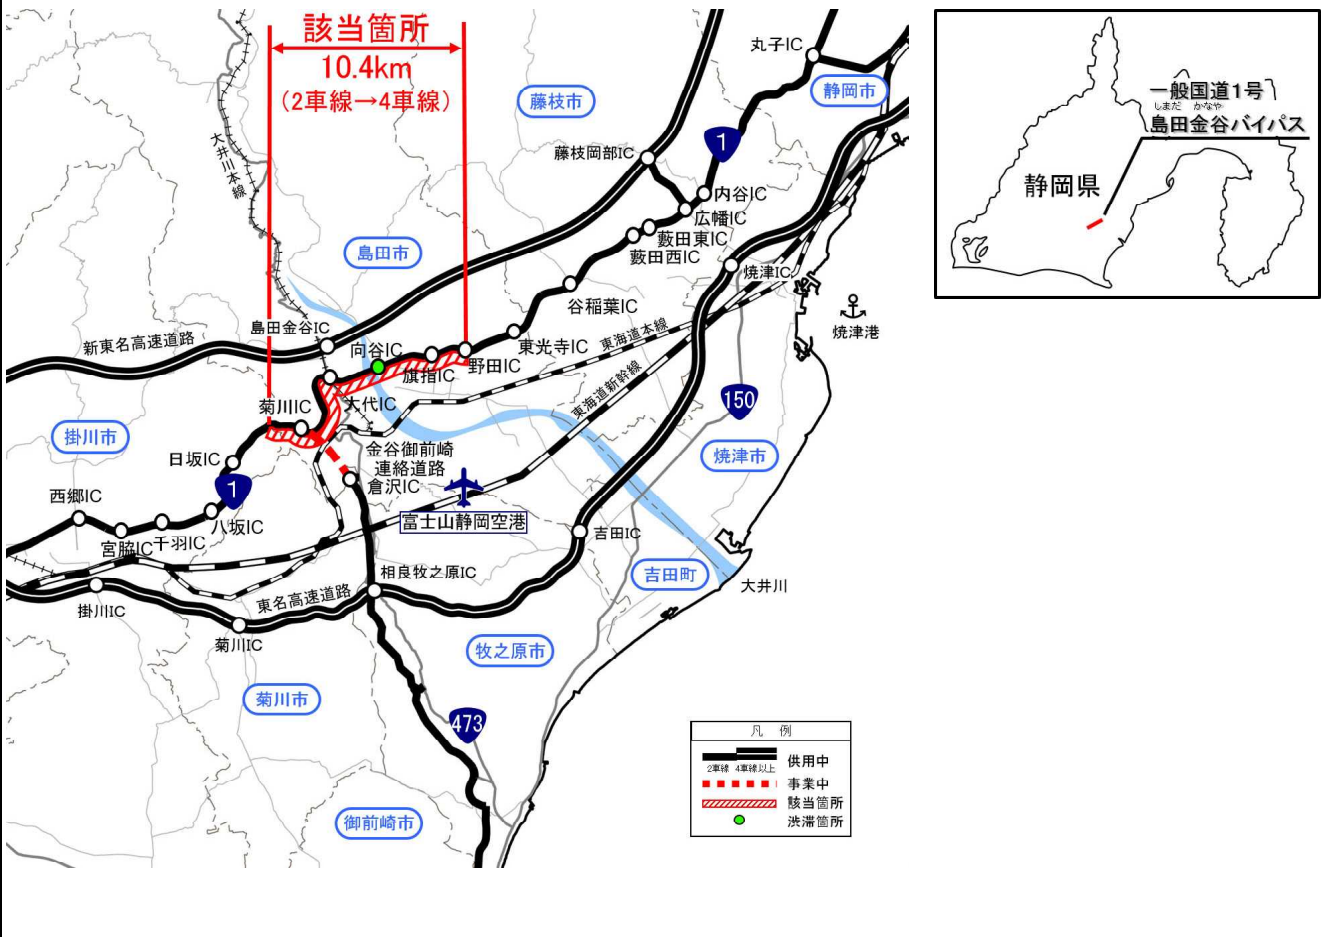 該当箇所
10.4km
(2車線→4車線)
丸子IC
静岡市
藤枝市
1
大井川本線
藤枝岡部IC
内谷IC
広幡IC
藪田東IC
藪田西IC
島田市
焼津IC
谷稲葉IC
焼津港
島田金谷IC
新東名高速道路
向谷IC
東光寺IC
東海道本線
野田IC
旗指IC
東海道新幹線
大代IC
菊川IC
150
掛川市
金谷御前崎
連絡道路
倉沢IC
焼津市
日坂IC
1
西郷IC
八坂IC
宮脇IC
千羽IC
富士山静岡空港
吉田IC
吉田町
大井川
相良牧之原IC
掛川IC
東名高速道路
菊川IC
牧之原市
菊川市
473
御前崎市
凡 例
2車線 4車線以上 供用中
事業中
該当箇所
渋滞箇所
一般国道1号
しまだ かなや
島田金谷バイパス
静岡県